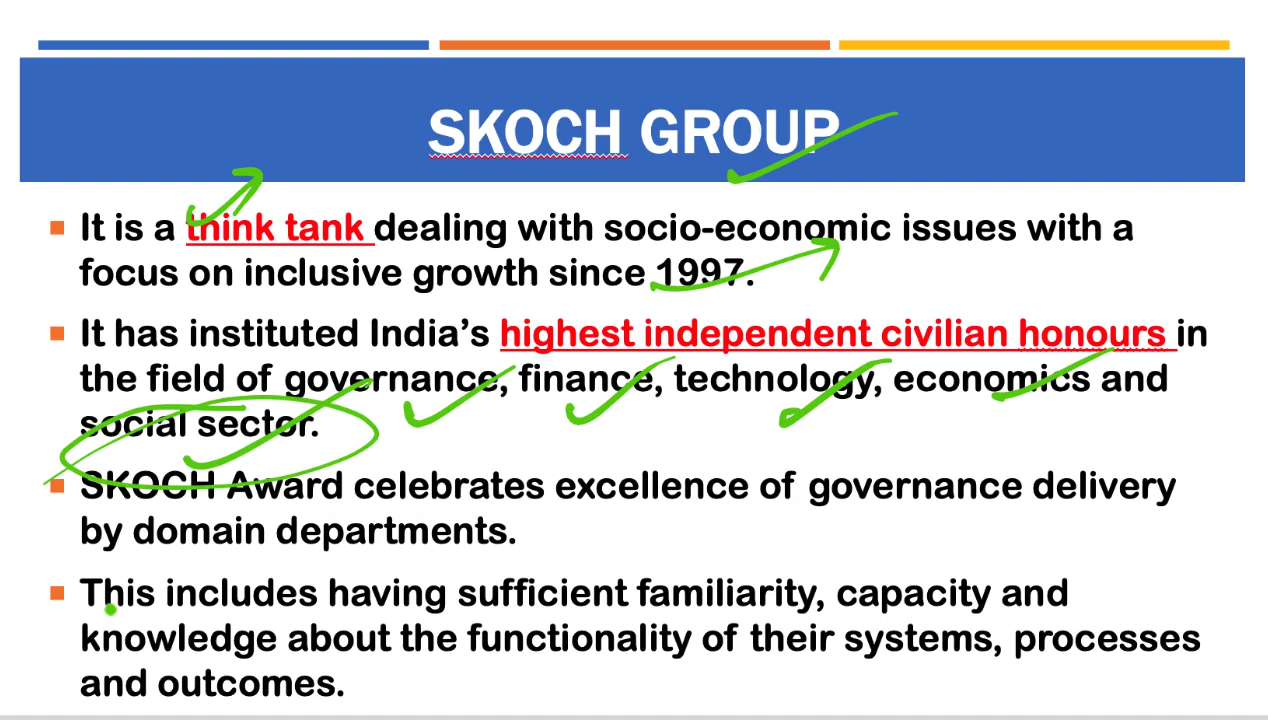 SKOCH GROUP
It is a think tank dealing with socio-economic issues with a
focus on inclusive growth since 1997.
It has instituted India's highest independent civilian honours in
the field of governance, finance, technology, economics and
social sector.
SKOCH Award celebrates excellence of governance delivery
by domain departments.
This includes having sufficient familiarity, capacity and
knowledge about the functionality of their systems, processes
and outcomes.